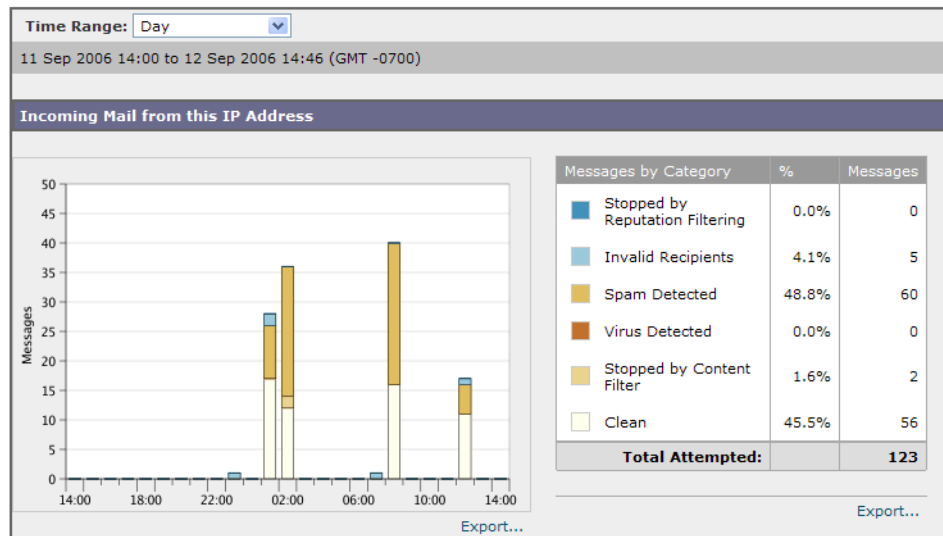 Time Range: Day
11 Sep 2006 14:00 to 12 Sep 2006 14:46 (GMT -0700)
Incoming Mail from this IP Address
50
45
40
35
30
25
20
15
10
5
0
Messages
14:00 18:00 22:00 02:00 06:00 10:00 14:00
Export...
Messages by Category % Messages
Stopped by
Reputation Filtering 0.0% 0
Invalid Recipients 4.1% 5
Spam Detected 48.8% 60
Virus Detected 0.0% 0
Stopped by Content
Filter 1.6% 2
Clean 45.5% 56
Total Attempted: 123
Export...